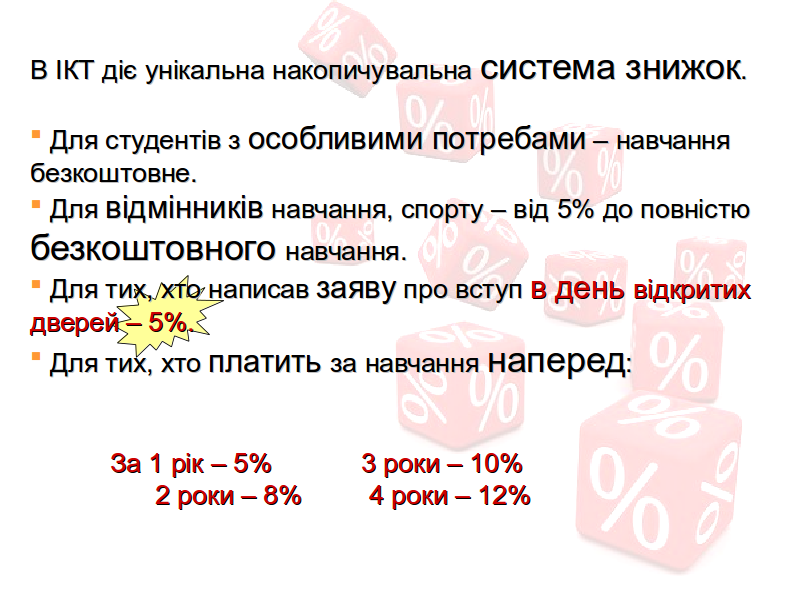 В ІКТ діє унікальна накопичувальна система знижок.
Для студентів з особливими потребами – навчання
безкоштовне.
Для відмінників навчання, спорту – від 5% до повністю
безкоштовного навчання.
Для тих, хто написав заяву про вступ в день відкритих
дверей – 5%.
Для тих, хто платить за навчання наперед:
За 1 рік – 5% 3 роки – 10%
2 роки – 8% 4 роки – 12%